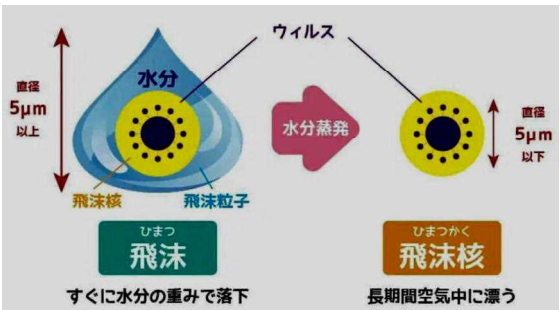 ウィルス
直径
5μm
以上
水分
水分蒸発
直径
5μm
以下
飛沫核
飛沫粒子
ひまつ
飛沫
ひまつかく
飛沫核
すぐに水分の重みで落下
長期間空気中に漂う